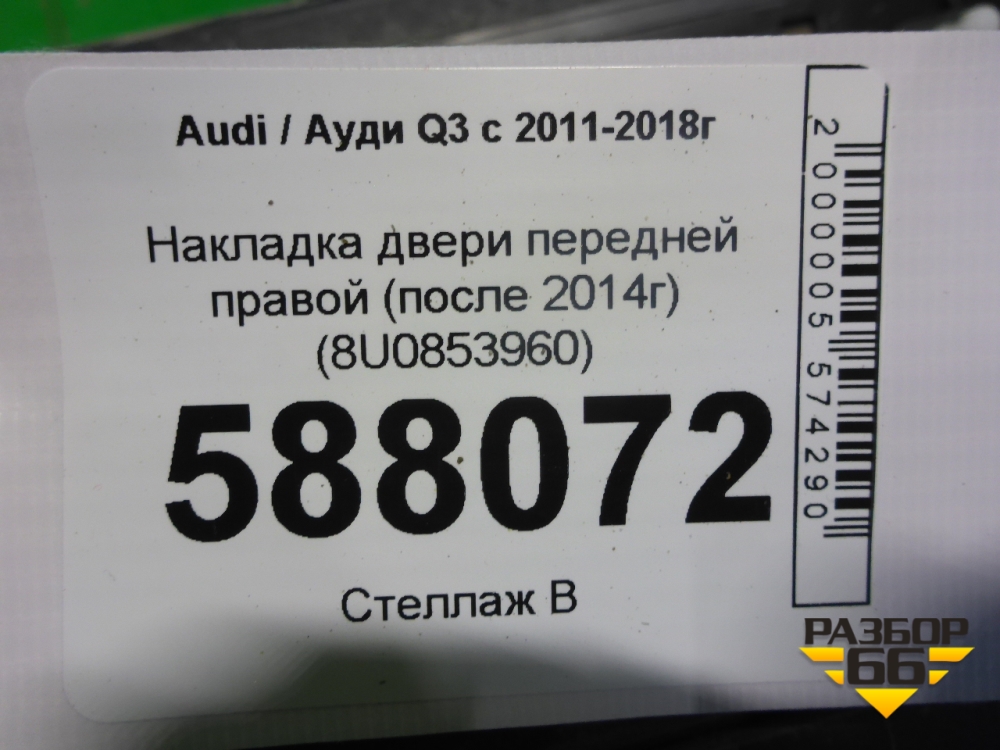 Audi / Ауди Q3 с 2011-2018г
Накладка двери передней
правой (после 2014г)
(8U0853960)
588072
Стеллаж В
2 000005 574290
РАЗБОР
66